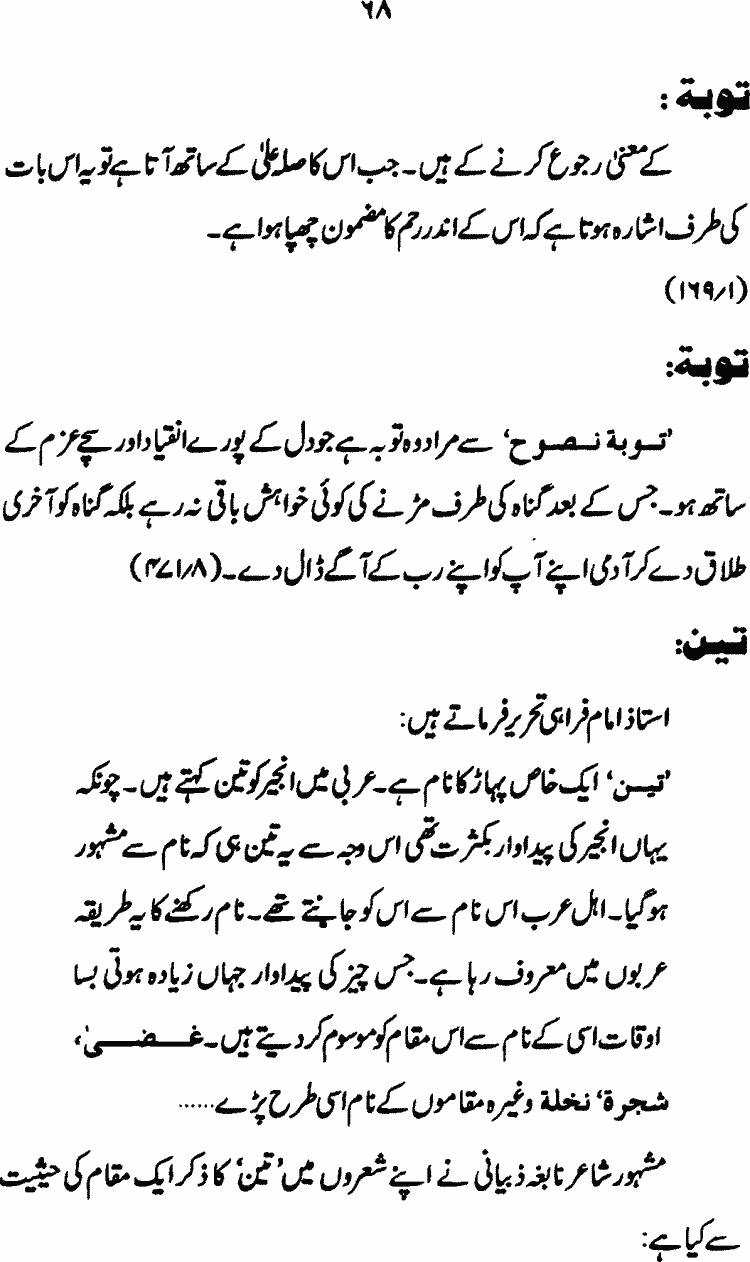 ۶۸
توبة :
کے معنیٰ رجوع کرنے کے ہیں۔ جب اس کا صلہ علیٰ کے ساتھ آتا ہے تو یہ اس بات
کی طرف اشارہ ہوتا ہے کہ اس کے اندر رحم کا مضمون چھپا ہوا ہے۔
(۱/۱۶۹)
توبة:
’توبة نصوح‘ سے مراد وہ توبہ ہے جو دل کے پورے انقیاد اور سچے عزم کے
ساتھ ہو۔ جس کے بعد گناہ کی طرف مڑنے کی کوئی خواہش باقی نہ رہے بلکہ گناہ کو آخری
طلاق دے کر آدمی اپنے آپ کو اپنے رب کے آگے ڈال دے۔ (۸/۴۷۱)
تین:
استاذ امام فراہی تحریر فرماتے ہیں:
’تین‘ ایک خاص پہاڑ کا نام ہے۔ عربی میں انجیر کو تین کہتے ہیں۔ چونکہ
یہاں انجیر کی پیداوار بکثرت تھی اس وجہ سے یہ تین ہی کہ نام سے مشہور
ہو گیا۔ اہل عرب اس نام سے اس کو جانتے تھے۔ نام رکھنے کا یہ طریقہ
عربوں میں معروف رہا ہے۔ جس چیز کی پیداوار جہاں زیادہ ہوتی بسا
اوقات اسی کے نام سے اس مقام کو موسوم کر دیتے ہیں۔ غضیٰ،
شجرة‘ نخلة وغیرہ مقاموں کے نام اسی طرح پڑے......
مشہور شاعر نابغہ ذبیانی نے اپنے شعروں میں ’تین‘ کا ذکر ایک مقام کی حیثیت
سے کیا ہے: